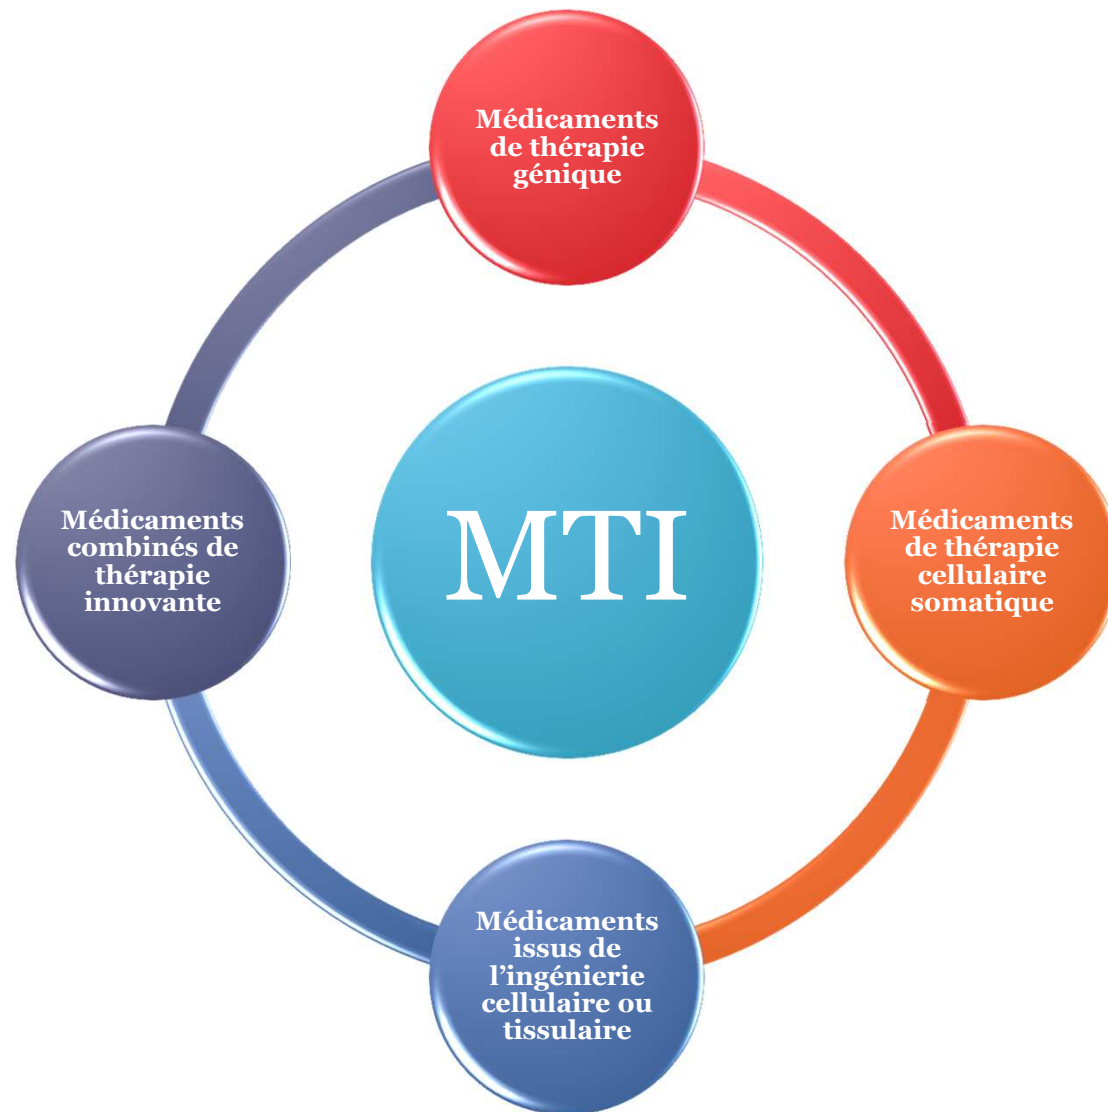 Médicaments
de thérapie
génique
Médicaments
combinés de
thérapie
innovante
MTI
Médicaments
de thérapie
cellulaire
somatique
Médicaments
issus de
l’ingénierie
cellulaire ou
tissulaire